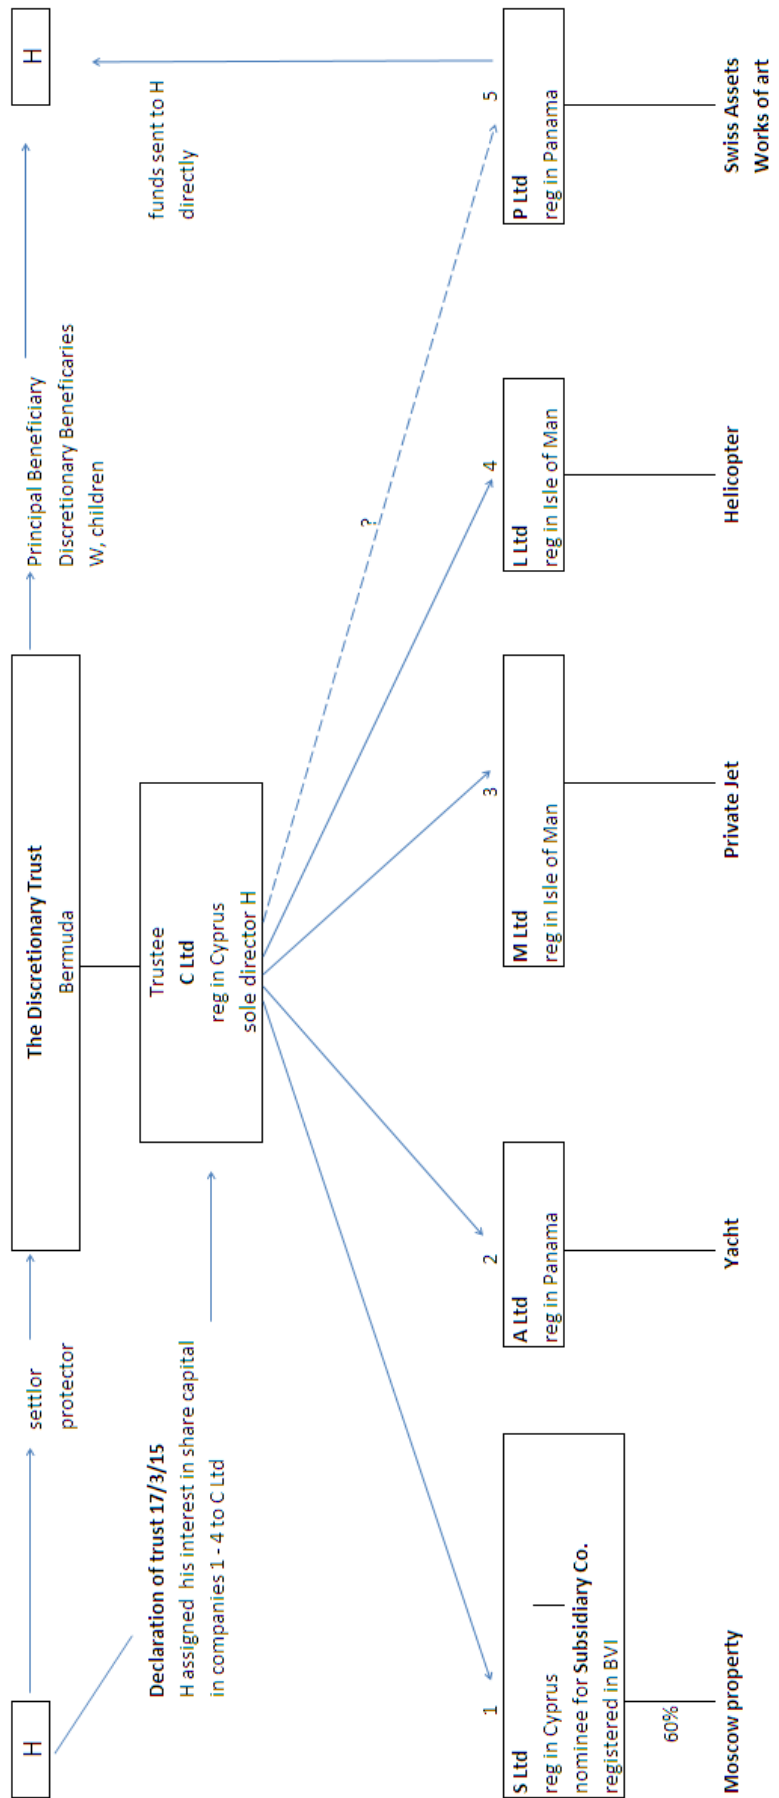 H
settlor
protector
The Discretionary Trust
Bermuda
Principal Beneficiary
Discretionary Beneficaries
W, children
H
Declaration of trust 17/3/15
H assigned his interest in share capital
in companies 1 - 4 to C Ltd
Trustee
C Ltd
reg in Cyprus
sole director H
funds sent to H
directly
?
1
2
3
4
5
S Ltd
reg in Cyprus
nominee for Subsidiary Co.
registered in BVI
A Ltd
reg in Panama
M Ltd
reg in Isle of Man
L Ltd
reg in Isle of Man
P Ltd
reg in Panama
60%
Moscow property
Yacht
Private Jet
Helicopter
Swiss Assets
Works of art